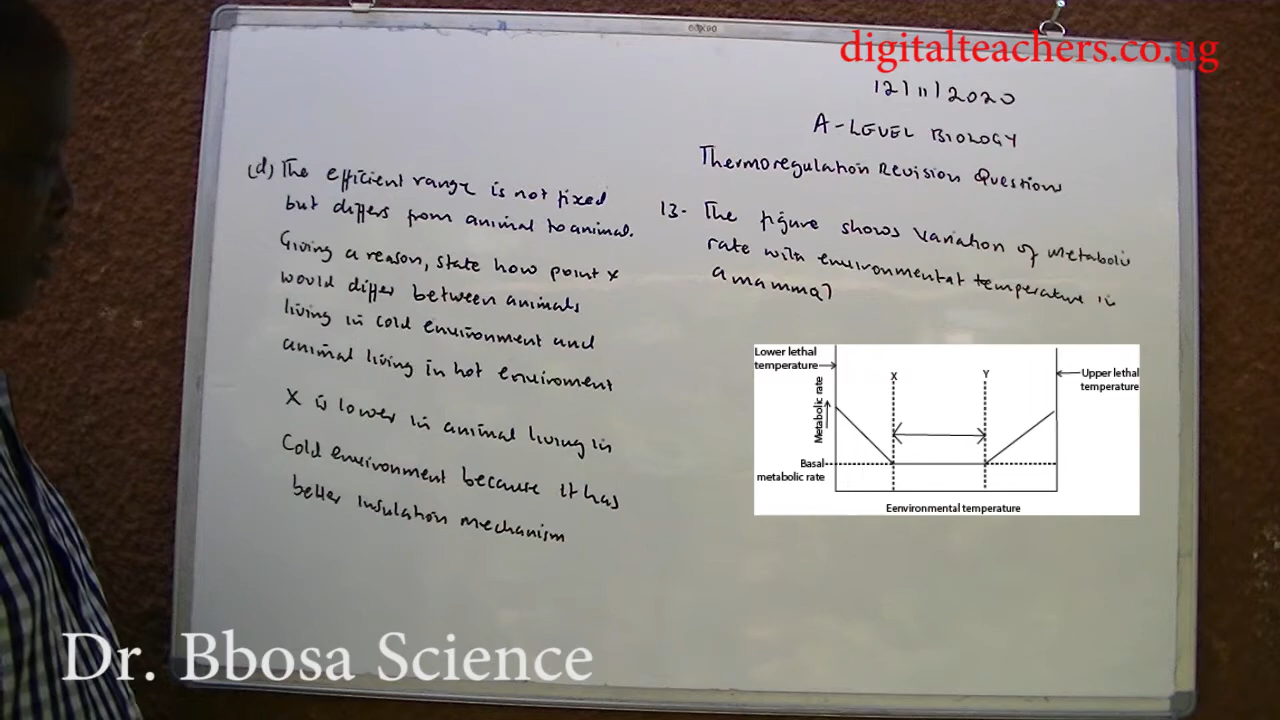 digitalteachers.co.ug
12/11/2020
A-LEVEL BIOLOGY
Thermoregulation Revision Questions
(d) The efficient range is not fixed
but differs from animal to animal.
Giving a reason, state how point x
would differ between animals
living in cold environment and
animal living in hot enviroment
X is lower in animal living in
Cold environment because it has
better insulation mechanism
13- The figure shows variation of metabolic
rate with environmental temperature in
a mammal
Lower lethal
temperature
X
Y
Upper lethal
temperature
Metabolic rate
Basal
metabolic rate
Eenvironmental temperature
Dr. Bbosa Science